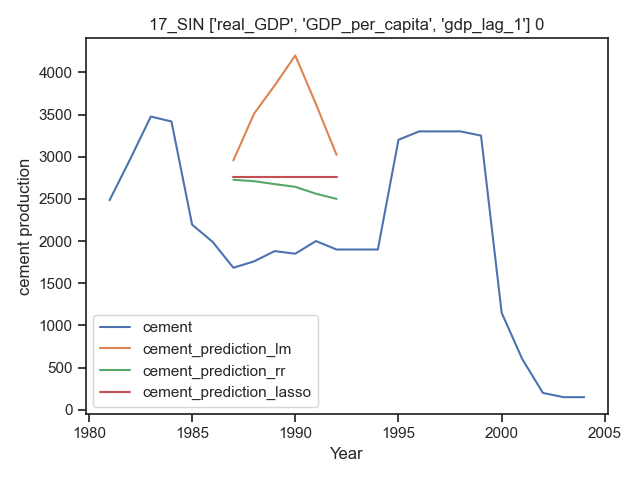 17_SIN ['real_GDP', 'GDP_per_capita', 'gdp_lag_1'] 0
cement production
4000
3500
3000
2500
2000
1500
1000
500
0
cement
cement_prediction_lm
cement_prediction_rr
cement_prediction_lasso
1980
1985
1990
1995
2000
2005
Year